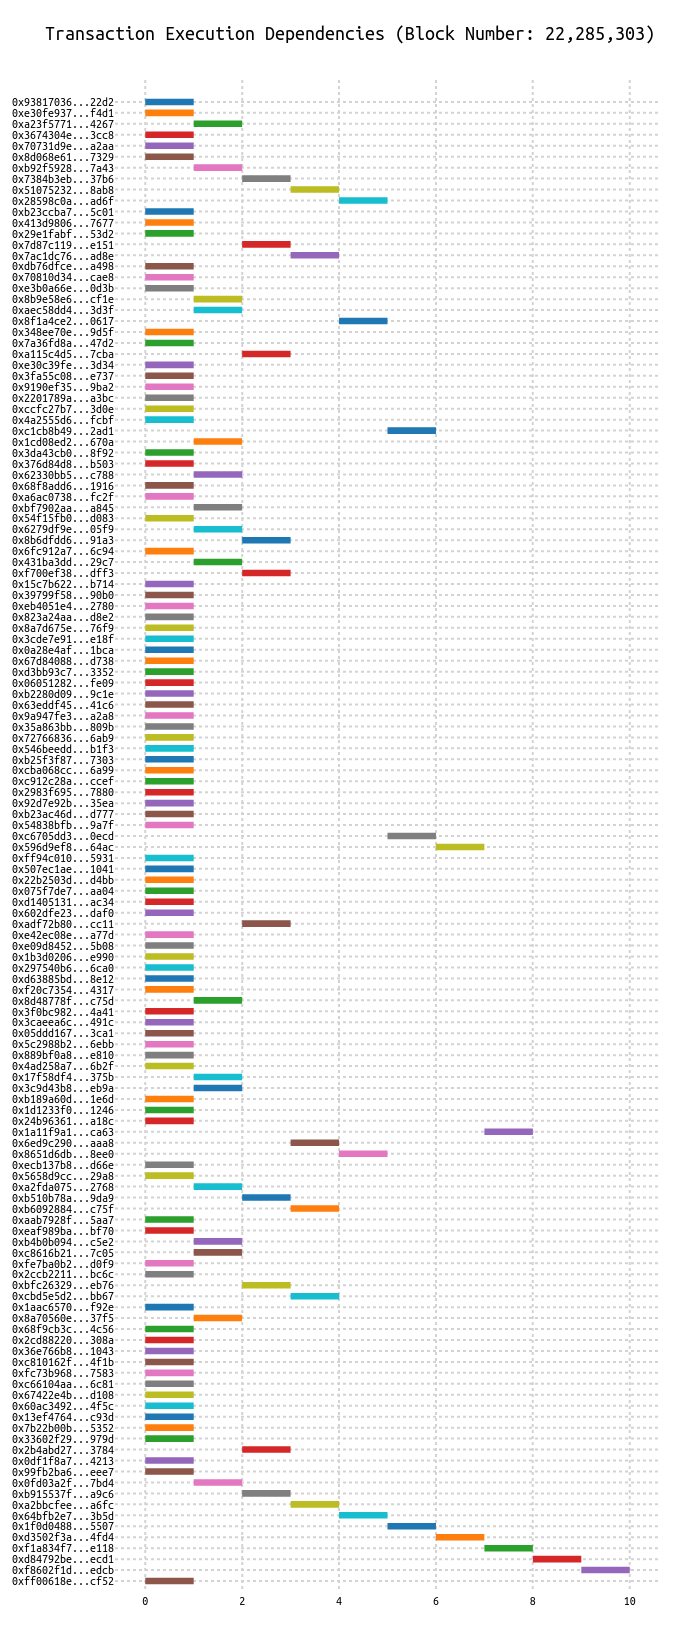 Transaction Execution Dependencies (Block Number: 22,285,303)
0x93817036...22d2
0xe30fe937...f4d1
0xa23f5771...4267
0x3674304e...3cc8
0x70731d9e...a2aa
0x8d068e61...7329
0xb92f5928...7a43
0x7384b3eb...37b6
0x51075232...8ab8
0x28598c0a...ad6f
0xb23ccba7...5c01
0x413d9806...7677
0x29e1fabf...53d2
0x7d87c119...e151
0x7ac1dc76...ad8e
0xdb76dfce...a498
0x70810d34...cae8
0xe3b0a66e...0d3b
0x8b9e58e6...cf1e
0xaec58dd4...3d3f
0x8f1a4ce2...0617
0x348ee70e...9d5f
0x7a36fd8a...47d2
0xa115c4d5...7cba
0xe30c39fe...3d34
0x3fa55c08...e737
0x9190ef35...9ba2
0x2201789a...a3bc
0xccfc27b7...3d0e
0x4a2555d6...fcbf
0xc1cb8b49...2ad1
0x1cd08ed2...670a
0x3da43cb0...8f92
0x376d84d8...b503
0x62330bb5...c788
0x68f8add6...1916
0xa6ac0738...fc2f
0xbf7902aa...a845
0x54f15fb0...d083
0x6279df9e...05f9
0x8b6dfdd6...91a3
0x6fc912a7...6c94
0x431ba3dd...29c7
0xf700ef38...dff3
0x15c7b622...b714
0x39799f58...90b0
0xeb4051e4...2780
0x823a24aa...d8e2
0x8a7d675e...76f9
0x3cde7e91...e18f
0x0a28e4af...1bca
0x67d84088...d738
0xd3bb93c7...3352
0x06051282...fe09
0xb2280d09...9c1e
0x63eddf45...41c6
0x9a947fe3...a2a8
0x35a863bb...809b
0x72766836...6ab9
0x546beedd...b1f3
0xb25f3f87...7303
0xcba068cc...6a99
0xc912c28a...ccef
0x2983f695...7880
0x92d7e92b...35ea
0xb23ac46d...d777
0x54838bfb...9a7f
0xc6705dd3...0ecd
0x596d9ef8...64ac
0xff94c010...5931
0x507ec1ae...1041
0x22b2503d...d4bb
0x075f7de7...aa04
0xd1405131...ac34
0x602dfe23...daf0
0xadf72b80...cc11
0xe42ec08e...a77d
0xe09d8452...5b08
0x1b3d0206...e990
0x297540b6...6ca0
0xd63885bd...8e12
0xf20c7354...4317
0x8d48778f...c75d
0x3f0bc982...4a41
0x3caeea6c...491c
0x05ddd167...3ca1
0x5c2988b2...6ebb
0x889bf0a8...e810
0x4ad258a7...6b2f
0x17f58df4...375b
0x3c9d43b8...eb9a
0xb189a60d...1e6d
0x1d1233f0...1246
0x24b96361...a18c
0x1a11f9a1...ca63
0x6ed9c290...aaa8
0x8651d6db...8ee0
0xecb137b8...d66e
0x5658d9cc...29a8
0xa2fda075...2768
0xb510b78a...9da9
0xb6092884...c75f
0xaab7928f...5aa7
0xeaf989ba...bf70
0xb4b0b094...c5e2
0xc8616b21...7c05
0xfe7ba0b2...d0f9
0x2ccb2211...bc6c
0xbfc26329...eb76
0xcbd5e5d2...bb67
0x1aac6570...f92e
0x8a70560e...37f5
0x68f9cb3c...4c56
0x2cd88220...308a
0x36e766b8...1043
0xc810162f...4f1b
0xfc73b968...7583
0xc66104aa...6c81
0x67422e4b...d108
0x60ac3492...4f5c
0x13ef4764...c93d
0x7b22b00b...5352
0x33602f29...979d
0x2b4abd27...3784
0x0df1f8a7...4213
0x99fb2ba6...eee7
0x0fd03a2f...7bd4
0xb915537f...a9c6
0xa2bbcfee...a6fc
0x64bfb2e7...3b5d
0x1f0d0488...5507
0xd3502f3a...4fd4
0xf1a834f7...e118
0xd84792be...ecd1
0xf8602f1d...edcb
0xff00618e...cf52
0 2 4 6 8 10